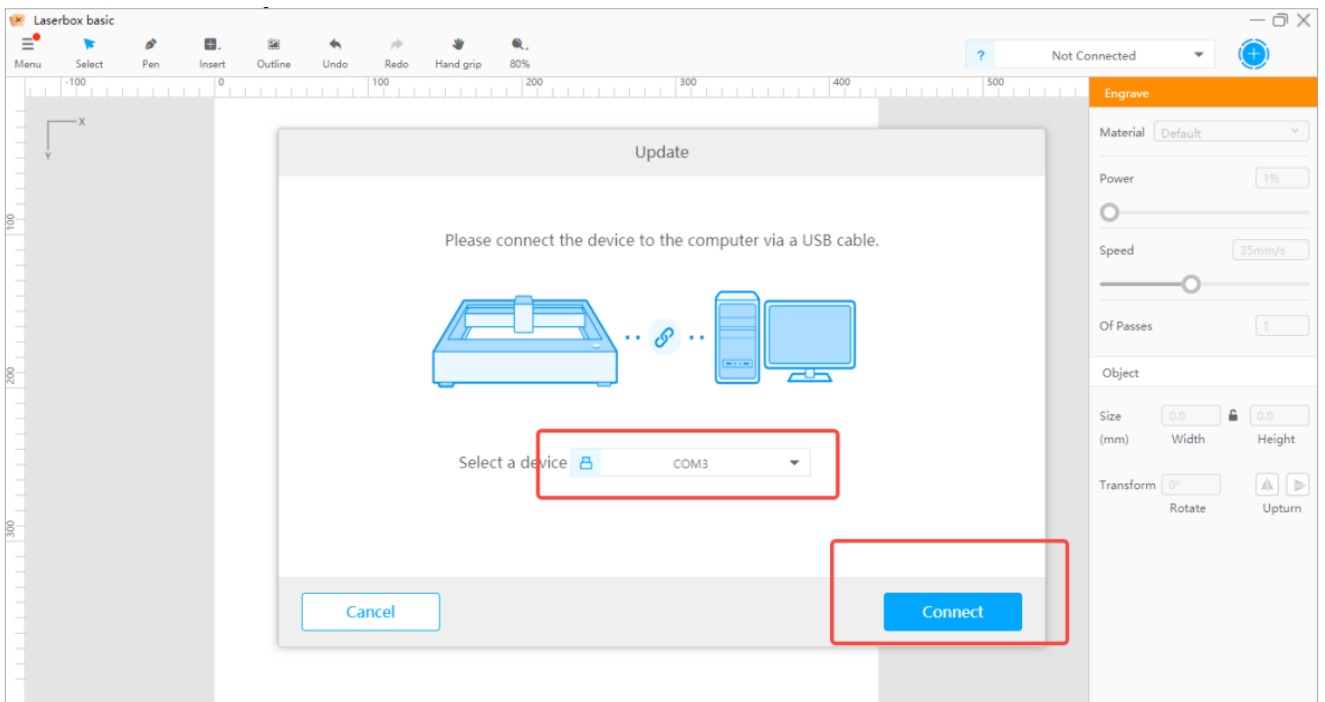 Laserbox basic
Menu Select Pen Insert Outline Undo Redo Hand grip 80%
? Not Connected
-100 0 100 200 300 400 500
Engrave
X
Y
Update
Material Default
Power 1%
100
Please connect the device to the computer via a USB cable.
Speed 35mm/s
Of Passes 1
200
Object
Size 0.0 0.0
(mm) Width Height
Select a device COM3
Transform 0°
Rotate Upturn
300
Cancel Connect